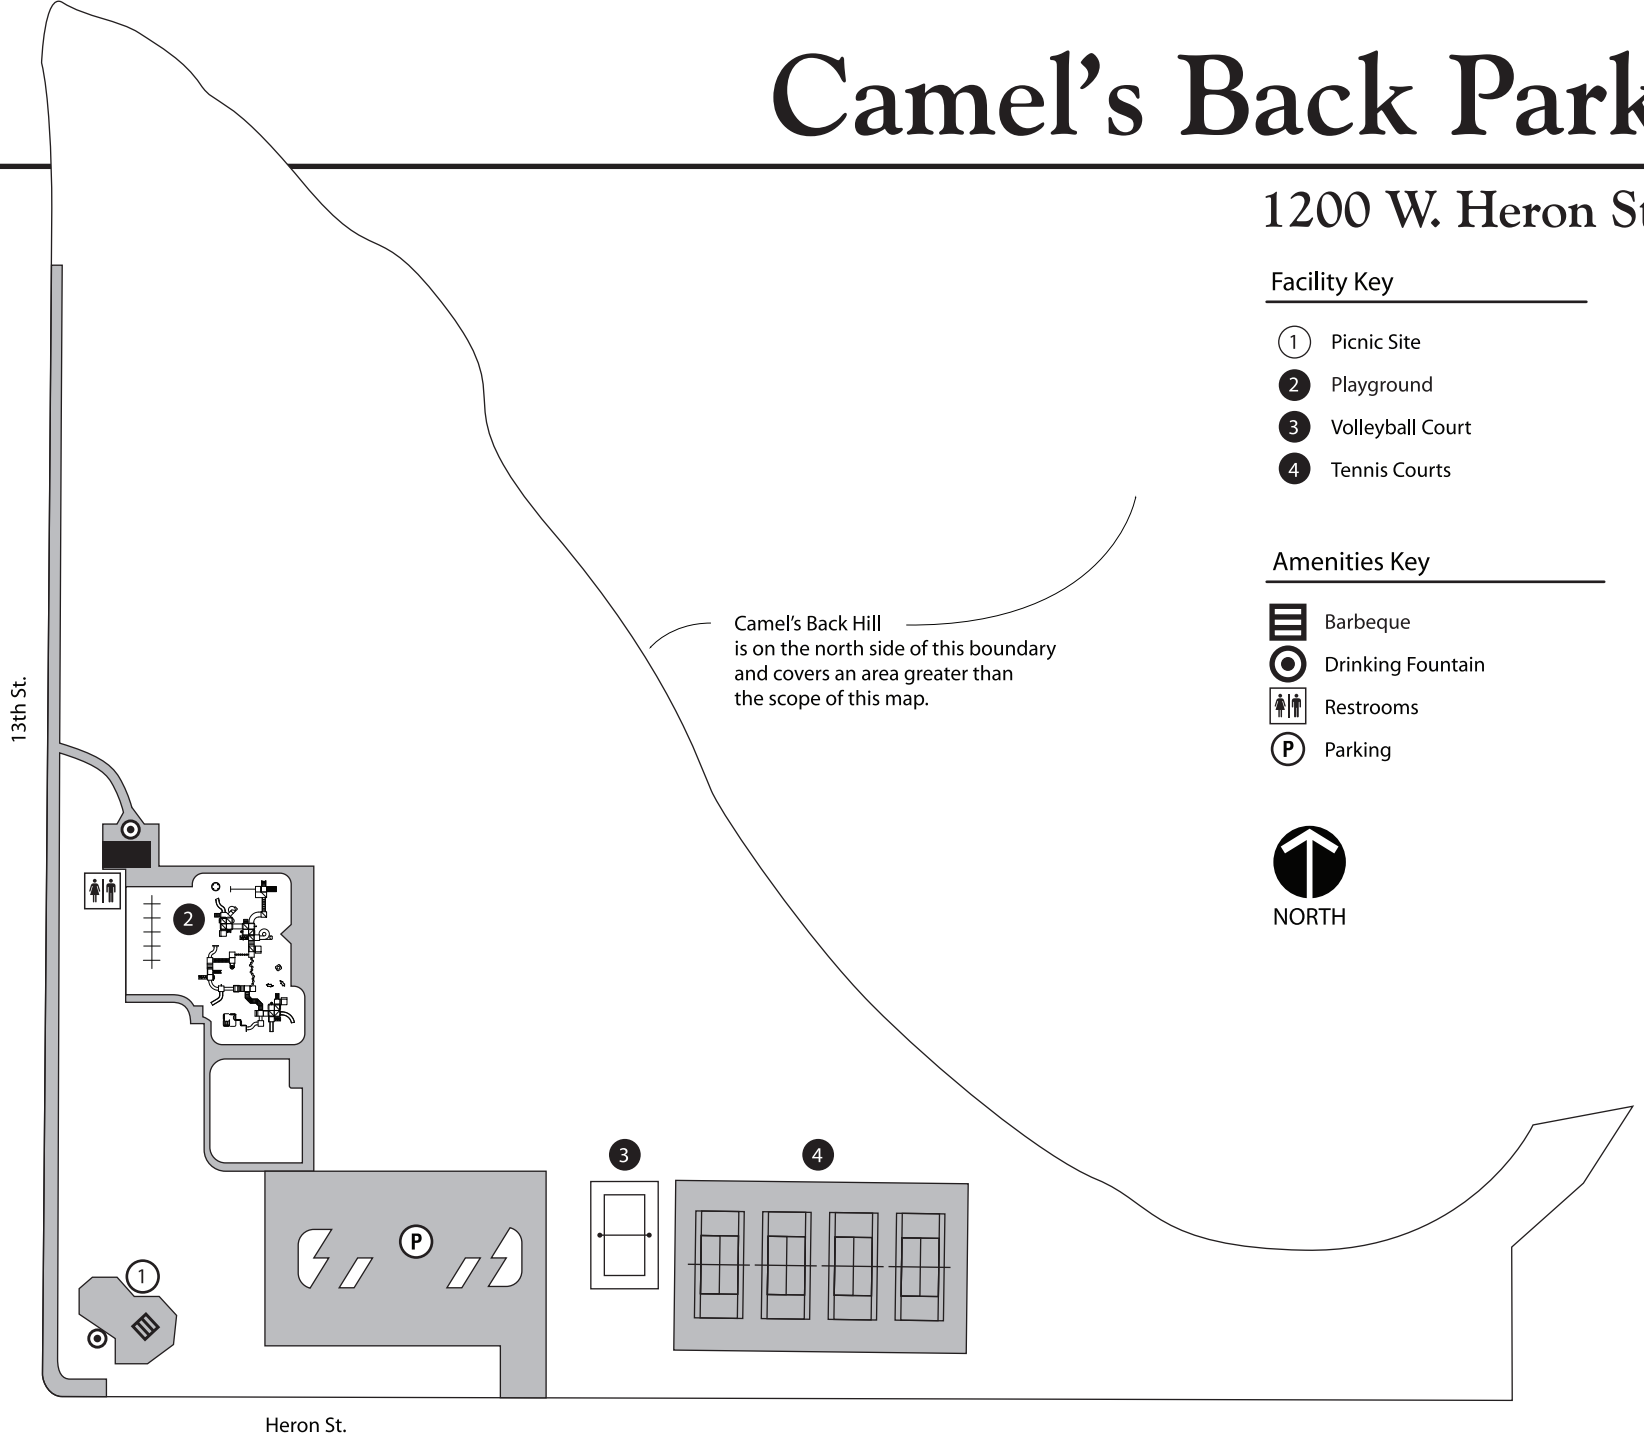 Camel's Back Park
1200 W. Heron St
Facility Key
1 Picnic Site
2 Playground
3 Volleyball Court
4 Tennis Courts
Amenities Key
Barbeque
Drinking Fountain
Restrooms
P Parking
NORTH
Camel's Back Hill
is on the north side of this boundary
and covers an area greater than
the scope of this map.
13th St.
2
3
4
P
1
Heron St.